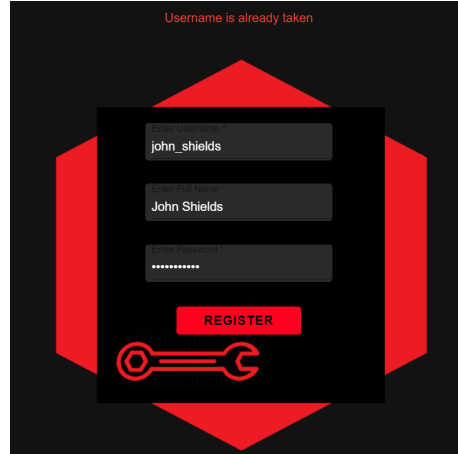 Username is already taken
Enter Username *
john_shields
Enter Full Name *
John Shields
Enter Password *
•••••••••••
REGISTER